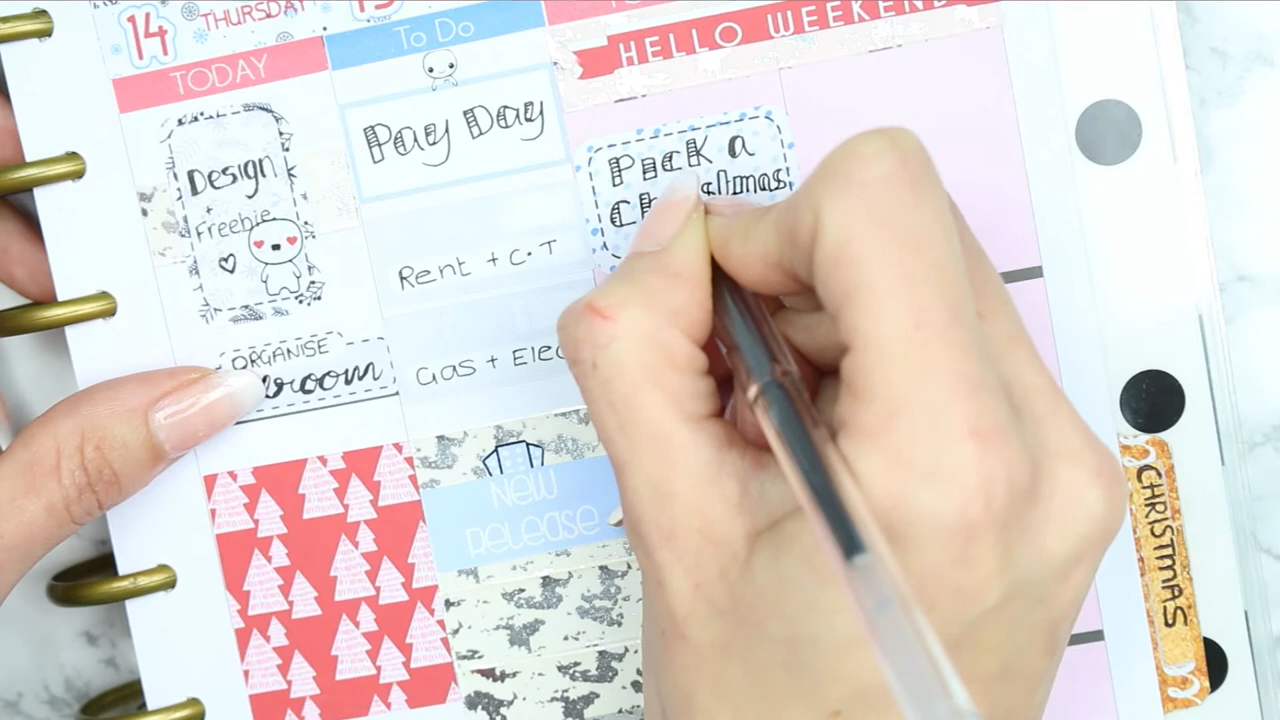 14 THURSDAY
TODAY
Design
+
Freebie
ORGANISE
room
To Do
Pay Day
Rent + C.T
Gas + Elec
NEW
RELEASE
HELLO WEEKEND
Pick a
CHRISTMAS